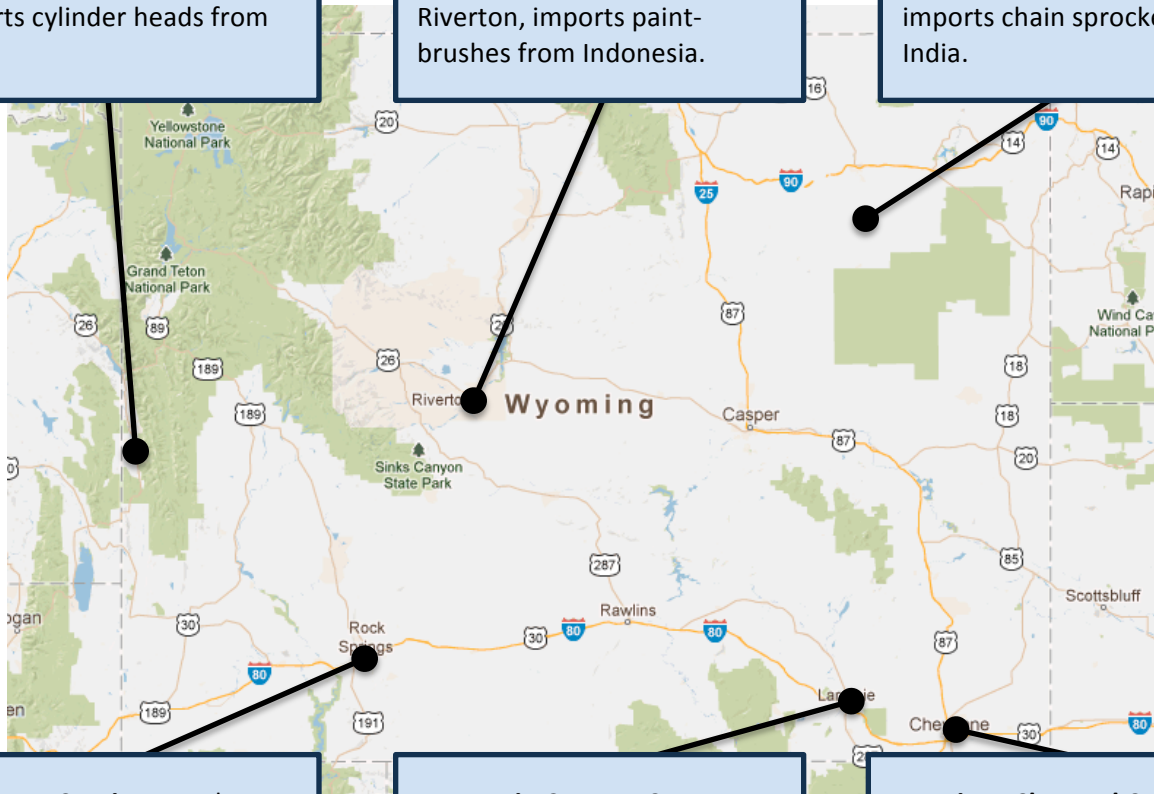 rts cylinder heads from
Riverton, imports paint-
brushes from Indonesia.
imports chain sprocke
India.
16
90
20
Yellowstone
National Park
14
14
25
90
Rapi
Grand Teton
National Park
Wind Ca
National P
26
89
87
26
189
18
Riverto
Wyoming
189
Casper
18
87
20
Sinks Canyon
State Park
0
287
85
Scottsbluff
ogan
30
Rock
Springs
Rawlins
30
80
80
87
80
en
189
191
Laramie
Cheyenne
30
80